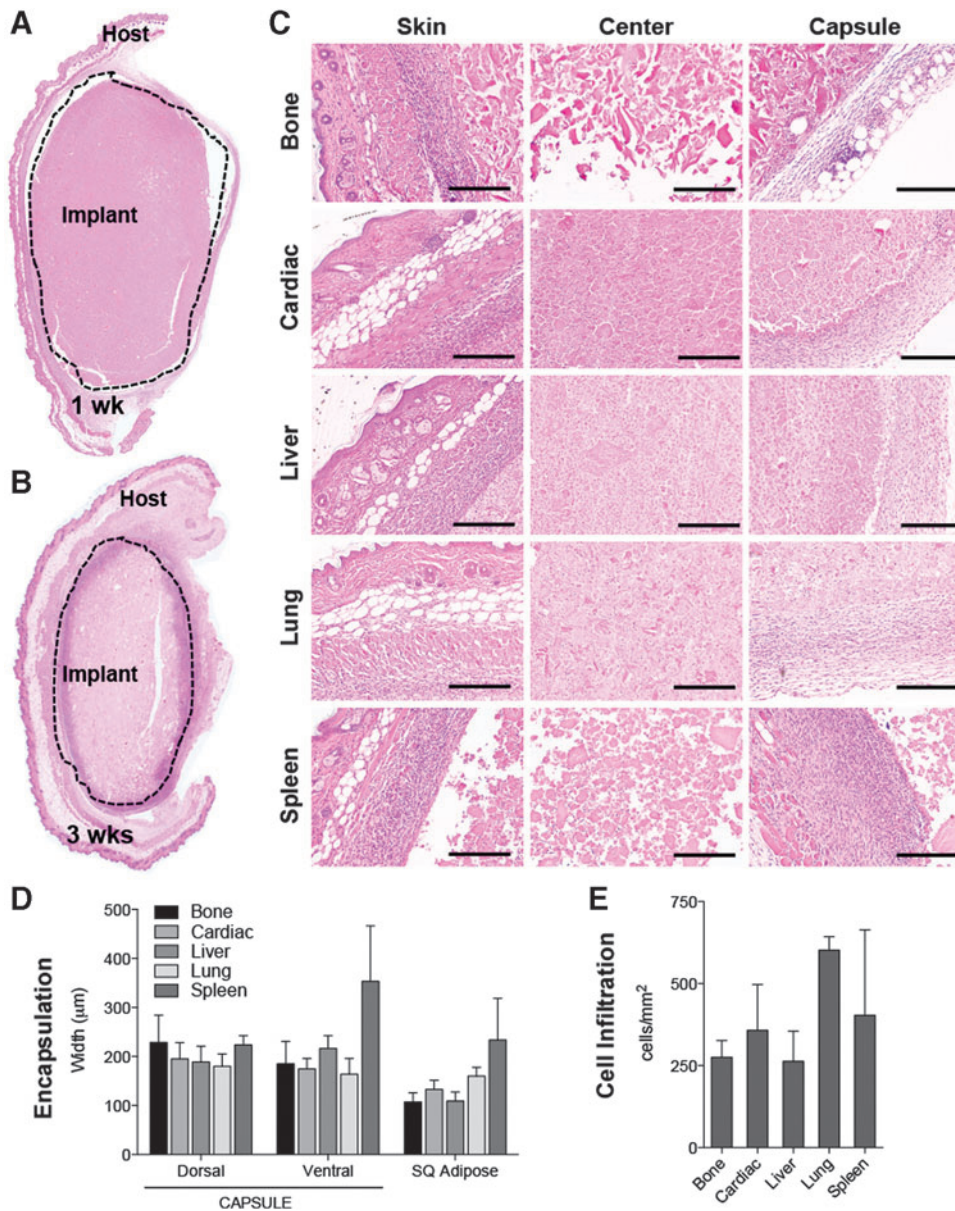 A
Host
Implant
1 wk
B
Host
Implant
3 wks
C
Skin Center Capsule
Bone
Cardiac
Liver
Lung
Spleen
D
Encapsulation
Width (μm)
500
400
300
200
100
0
Bone
Cardiac
Liver
Lung
Spleen
Dorsal Ventral SQ Adipose
CAPSULE
E
Cell Infiltration
cells/mm²
750
500
250
0
Bone
Cardiac
Liver
Lung
Spleen